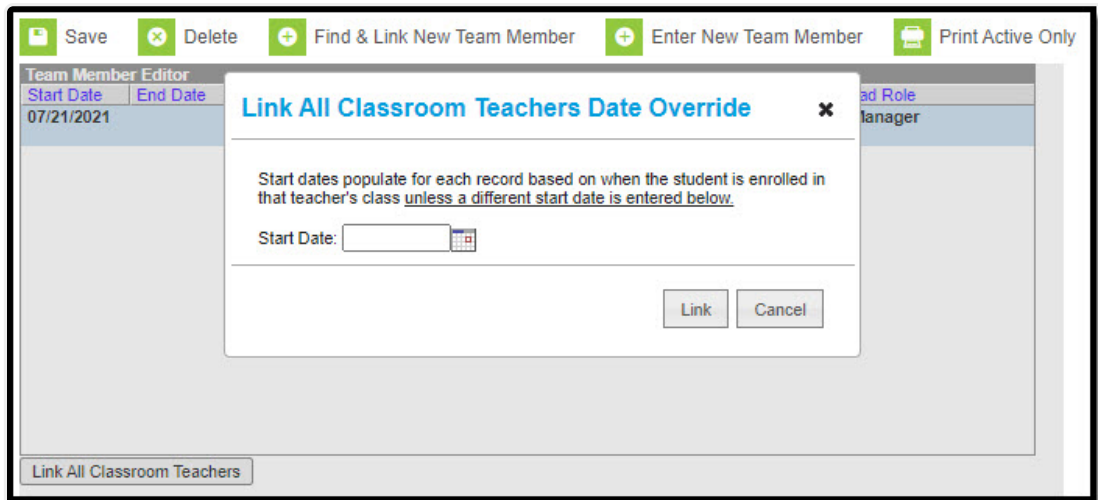 Save Delete Find & Link New Team Member Enter New Team Member Print Active Only
Team Member Editor
Start Date End Date Role
07/21/2021
Link All Classroom Teachers Date Override
Start dates populate for each record based on when the student is enrolled in
that teacher's class unless a different start date is entered below.
Start Date:
Link Cancel
Link All Classroom Teachers